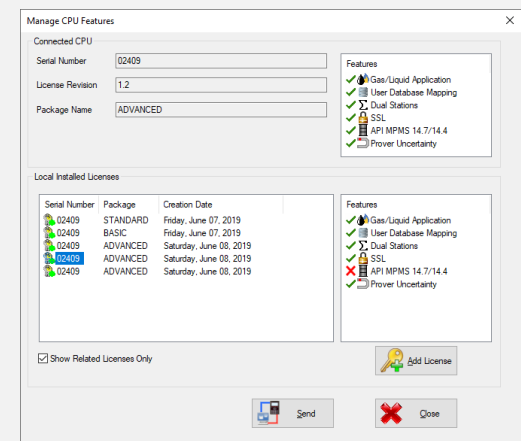 Manage CPU Features
Connected CPU
Serial Number 02409
License Revision 1.2
Package Name ADVANCED
Features
Gas/Liquid Application
User Database Mapping
Dual Stations
SSL
API MPMS 14.7/14.4
Prover Uncertainty
Local Installed Licenses
Serial Number Package Creation Date
02409 STANDARD Friday, June 07, 2019
02409 BASIC Friday, June 07, 2019
02409 ADVANCED Saturday, June 08, 2019
02409 ADVANCED Saturday, June 08, 2019
02409 ADVANCED Saturday, June 08, 2019
Features
Gas/Liquid Application
User Database Mapping
Dual Stations
SSL
API MPMS 14.7/14.4
Prover Uncertainty
Show Related Licenses Only
Add License
Send
Close